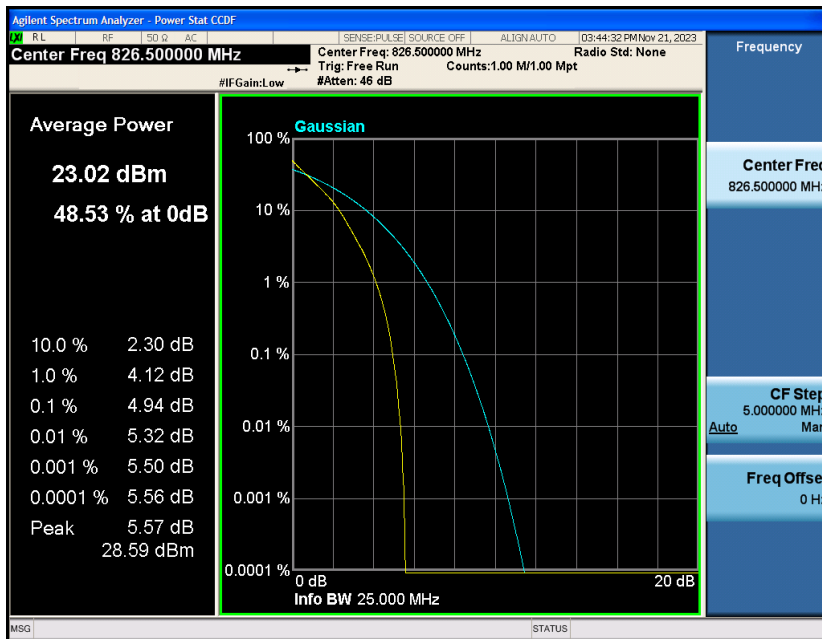 Agilent Spectrum Analyzer - Power Stat CCDF
LXI RL RF 50 Ω AC SENSE:PULSE SOURCE OFF ALIGN AUTO 03:44:32 PM Nov 21, 2023
Center Freq 826.500000 MHz
Center Freq: 826.500000 MHz Radio Std: None
Trig: Free Run Counts:1.00 M/1.00 Mpt
#IFGain:Low #Atten: 46 dB
Average Power
23.02 dBm
48.53 % at 0dB
10.0 % 2.30 dB
1.0 % 4.12 dB
0.1 % 4.94 dB
0.01 % 5.32 dB
0.001 % 5.50 dB
0.0001 % 5.56 dB
Peak 5.57 dB
28.59 dBm
Gaussian
100 %
10 %
1 %
0.1 %
0.01 %
0.001 %
0.0001 %
0 dB 20 dB
Info BW 25.000 MHz
Frequency
Center Freq
826.500000 MHz
CF Step
5.000000 MHz
Auto Man
Freq Offse
0 H
MSG STATUS